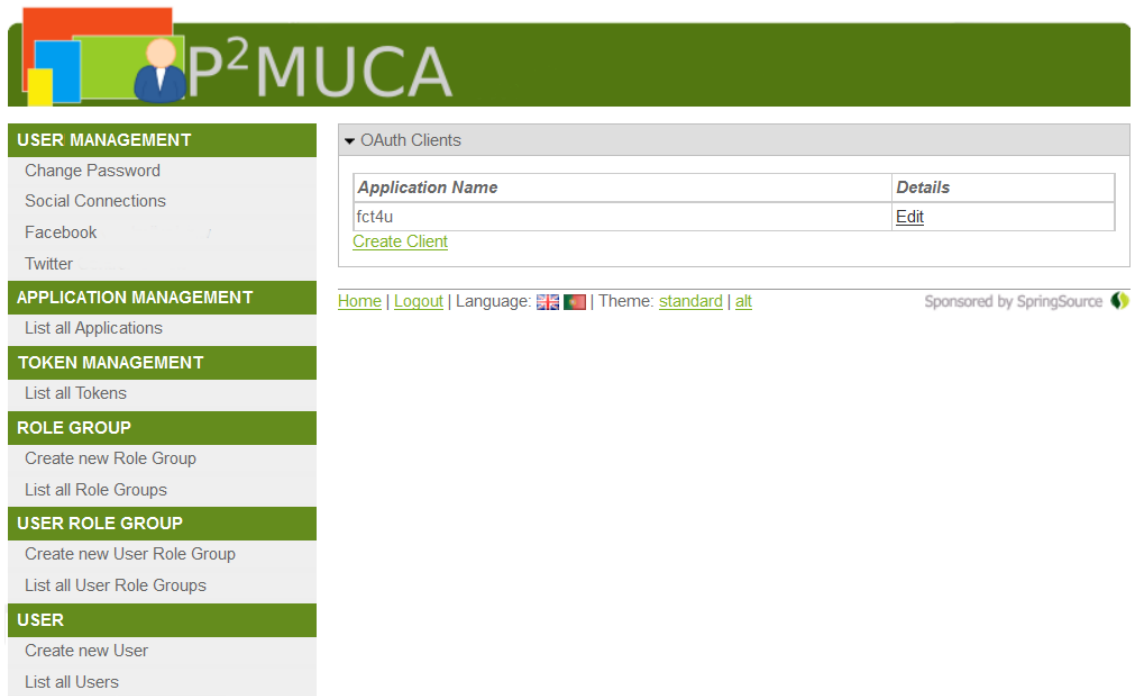 P²MUCA
USER MANAGEMENT
Change Password
Social Connections
Facebook
Twitter
APPLICATION MANAGEMENT
List all Applications
TOKEN MANAGEMENT
List all Tokens
ROLE GROUP
Create new Role Group
List all Role Groups
USER ROLE GROUP
Create new User Role Group
List all User Role Groups
USER
Create new User
List all Users
OAuth Clients
Application Name Details
fct4u Edit
Create Client
Home | Logout | Language: | Theme: standard | alt Sponsored by SpringSource